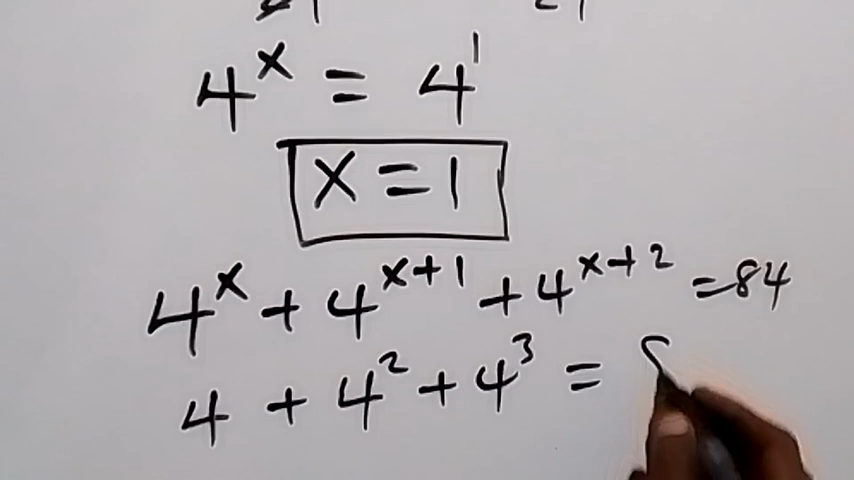 4^x = 4^1
x = 1
4^x + 4^(x+1) + 4^(x+2) = 84
4 + 4^2 + 4^3 =